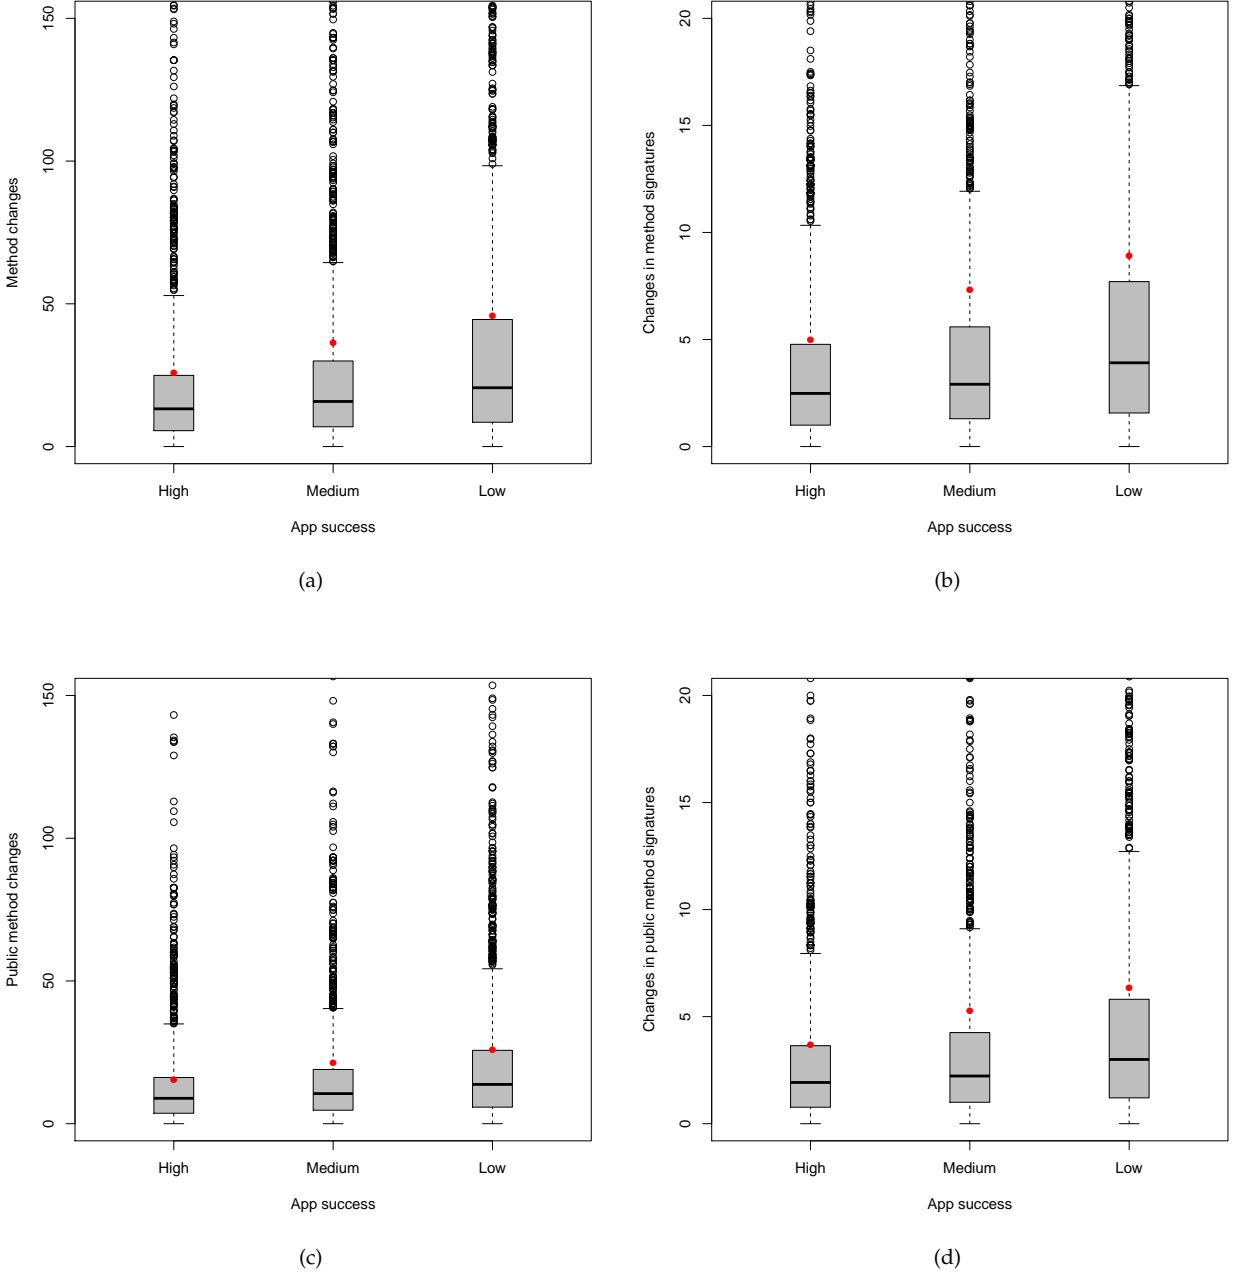 150
100
50
0
Method changes
High Medium Low
App success
(a)
20
15
10
5
0
Changes in method signatures
High Medium Low
App success
(b)
150
100
50
0
Public method changes
High Medium Low
App success
(c)
20
15
10
5
0
Changes in public method signatures
High Medium Low
App success
(d)